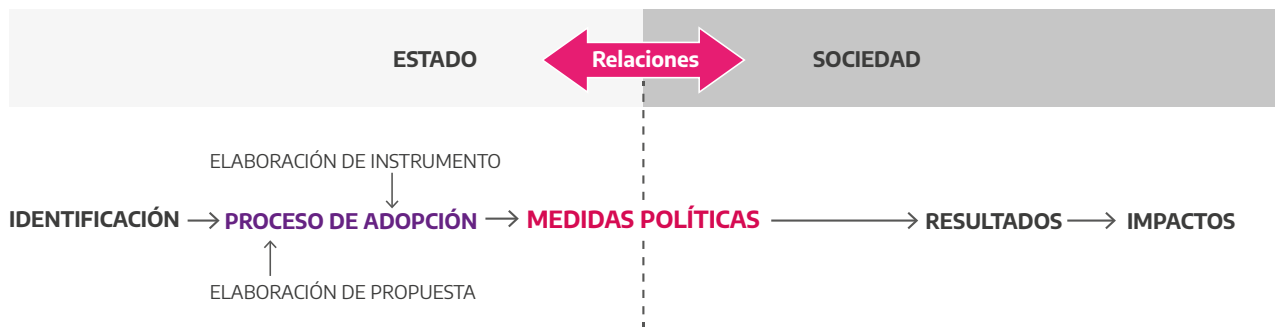 ESTADO
Relaciones
SOCIEDAD
ELABORACIÓN DE INSTRUMENTO
IDENTIFICACIÓN
PROCESO DE ADOPCIÓN
MEDIDAS POLÍTICAS
RESULTADOS
IMPACTOS
ELABORACIÓN DE PROPUESTA